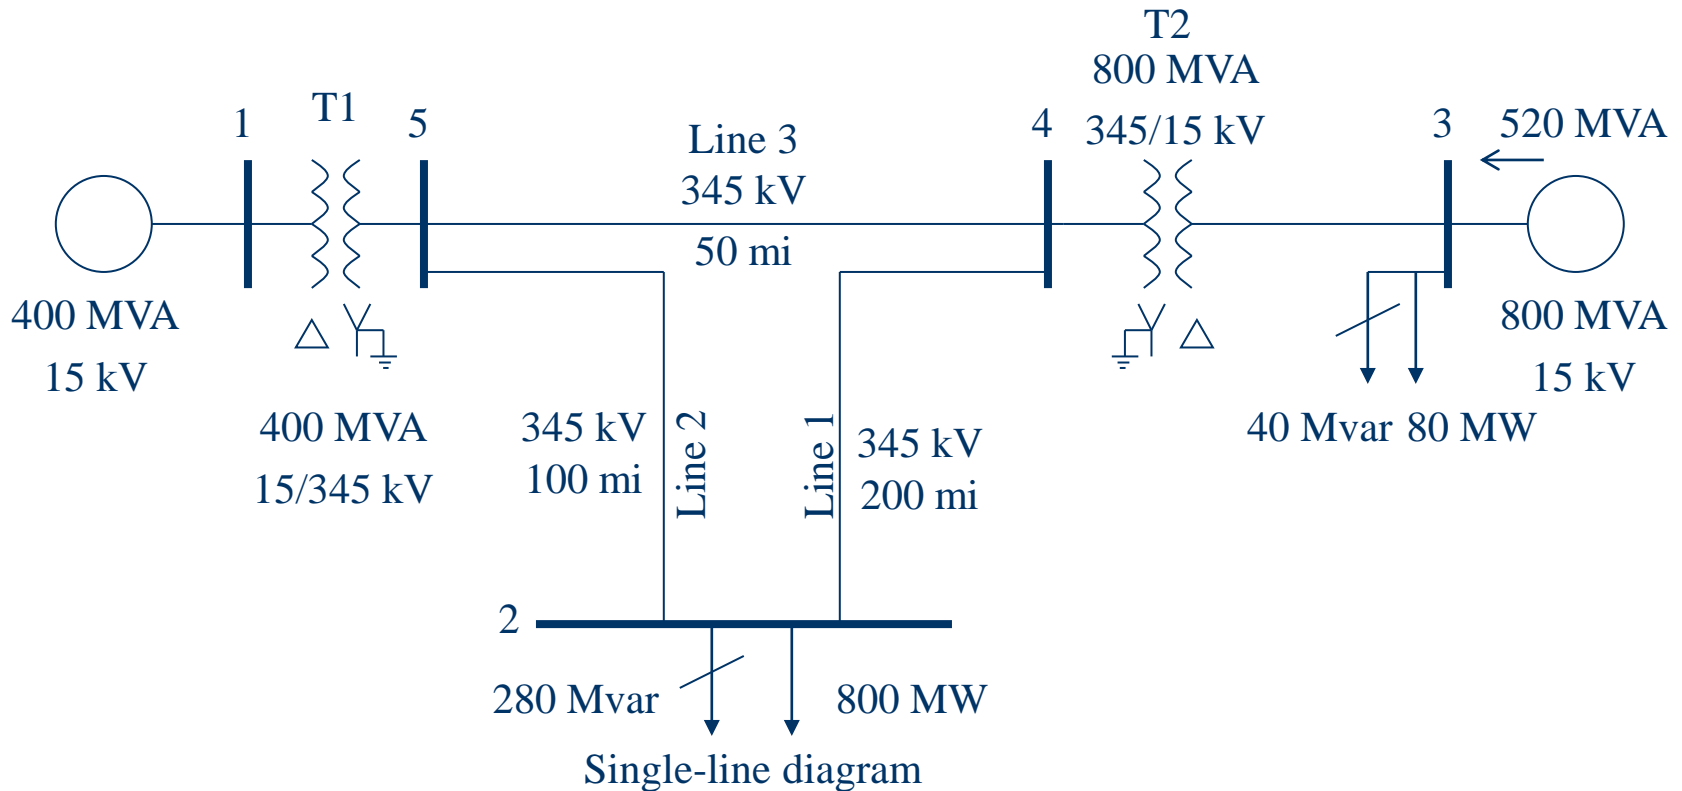 T2
800 MVA
345/15 kV
1
T1
5
Line 3
345 kV
50 mi
4
3
520 MVA
400 MVA
15 kV
400 MVA
15/345 kV
345 kV
100 mi
Line 2
Line 1
345 kV
200 mi
40 Mvar 80 MW
800 MVA
15 kV
2
280 Mvar
800 MW
Single-line diagram